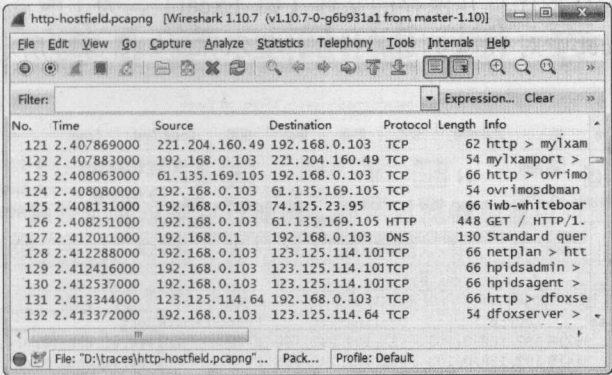 http-hostfield.pcapng [Wireshark 1.10.7 (v1.10.7-0-g6b931a1 from master-1.10)]
File Edit View Go Capture Analyze Statistics Telephony Tools Internals Help
Filter: Expression... Clear »
No. Time Source Destination Protocol Length Info
121 2.407869000 221.204.160.49 192.168.0.103 TCP 62 http > mylxam
122 2.407883000 192.168.0.103 221.204.160.49 TCP 54 mylxamport >
123 2.408063000 61.135.169.105 192.168.0.103 TCP 66 http > ovrimo
124 2.408080000 192.168.0.103 61.135.169.105 TCP 54 ovrimosdbman
125 2.408131000 192.168.0.103 74.125.23.95 TCP 66 iwb-whiteboar
126 2.408251000 192.168.0.103 61.135.169.105 HTTP 448 GET / HTTP/1.
127 2.412011000 192.168.0.1 192.168.0.103 DNS 130 Standard quer
128 2.412288000 192.168.0.103 123.125.114.101 TCP 66 netplan > htt
129 2.412416000 192.168.0.103 123.125.114.101 TCP 66 hpidsadmin >
130 2.412537000 192.168.0.103 123.125.114.101 TCP 66 hpidsagent >
131 2.413344000 123.125.114.64 192.168.0.103 TCP 66 http > dfoxse
132 2.413372000 192.168.0.103 123.125.114.64 TCP 54 dfoxserver >
File: "D:\traces\http-hostfield.pcapng"... Pack... Profile: Default